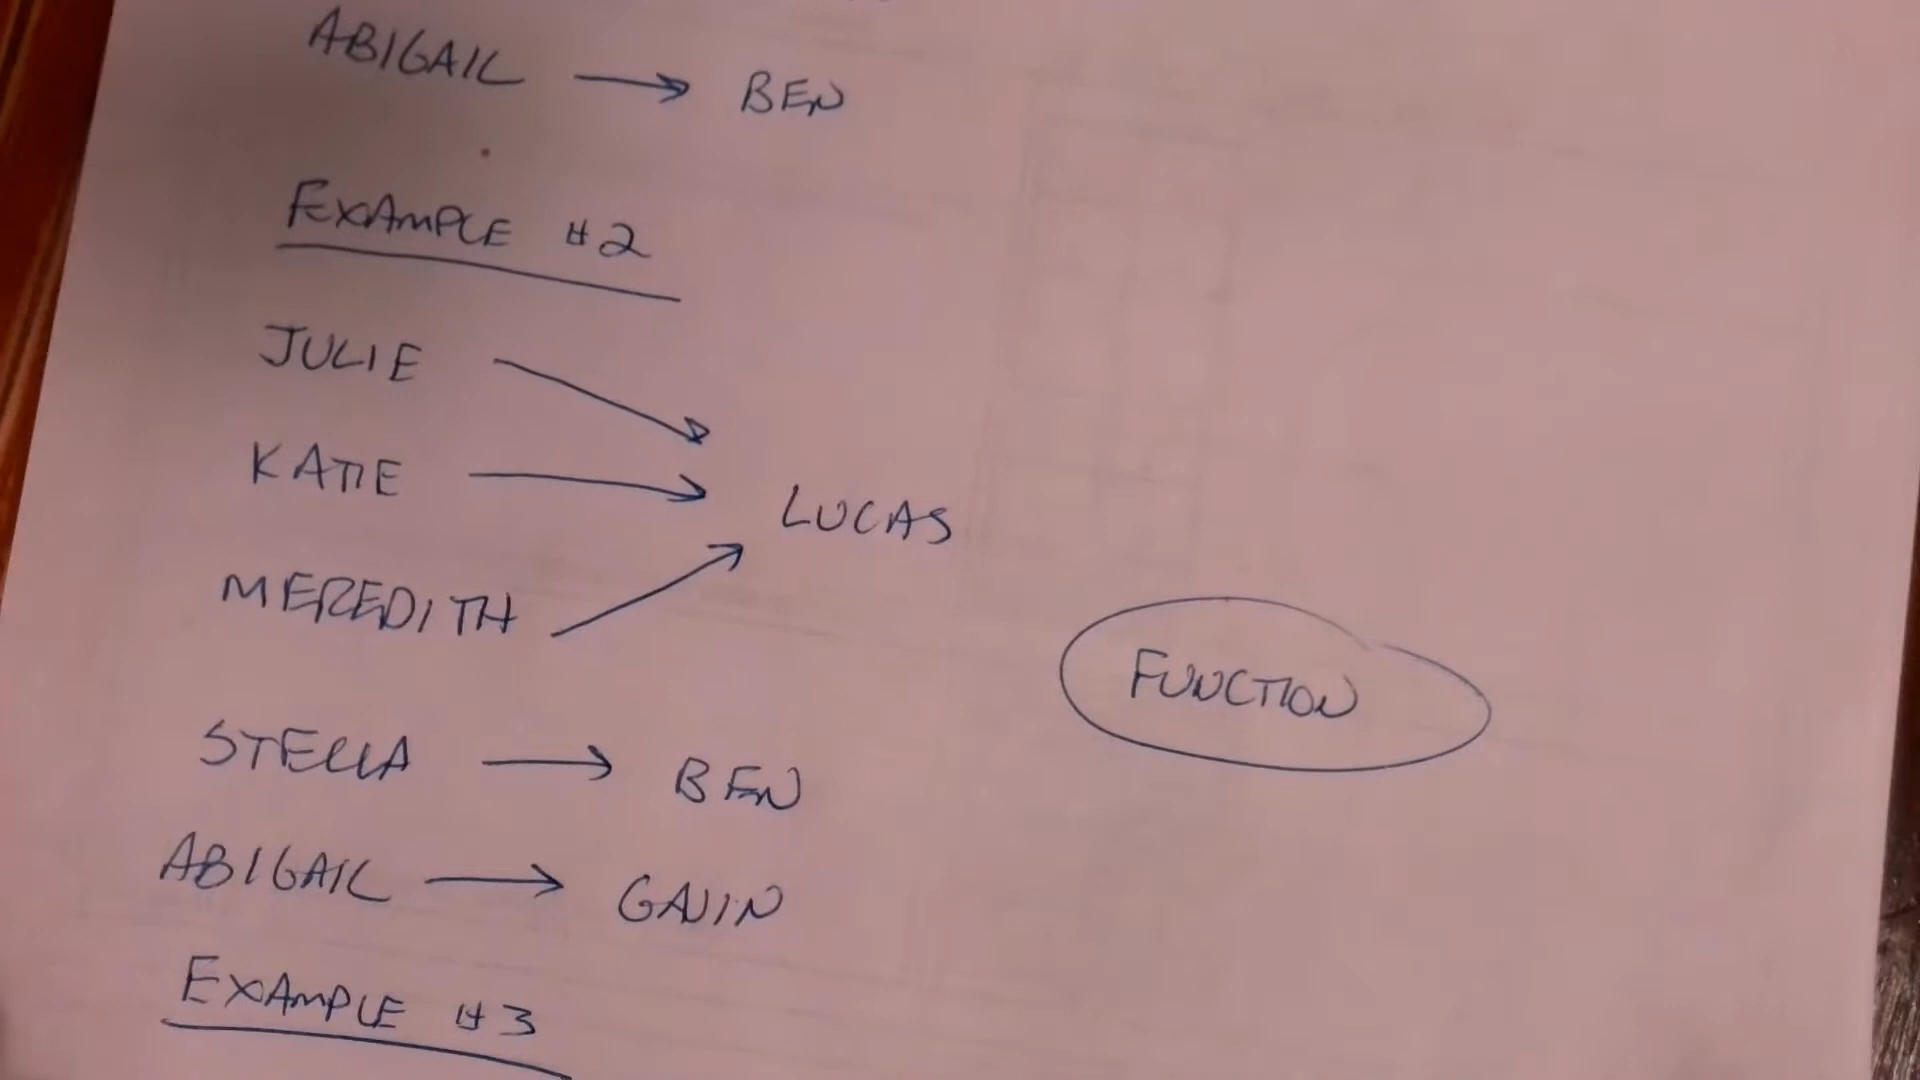 ABIGAIL → BEN
EXAMPLE #2
JULIE →
KATIE → LUCAS
MEREDITH →
FUNCTION
STELLA → BEN
ABIGAIL → GAVIN
EXAMPLE #3